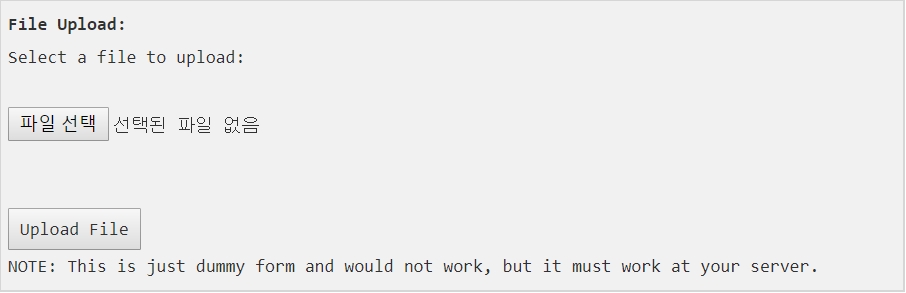 File Upload:
Select a file to upload:
파일 선택 선택된 파일 없음
Upload File
NOTE: This is just dummy form and would not work, but it must work at your server.